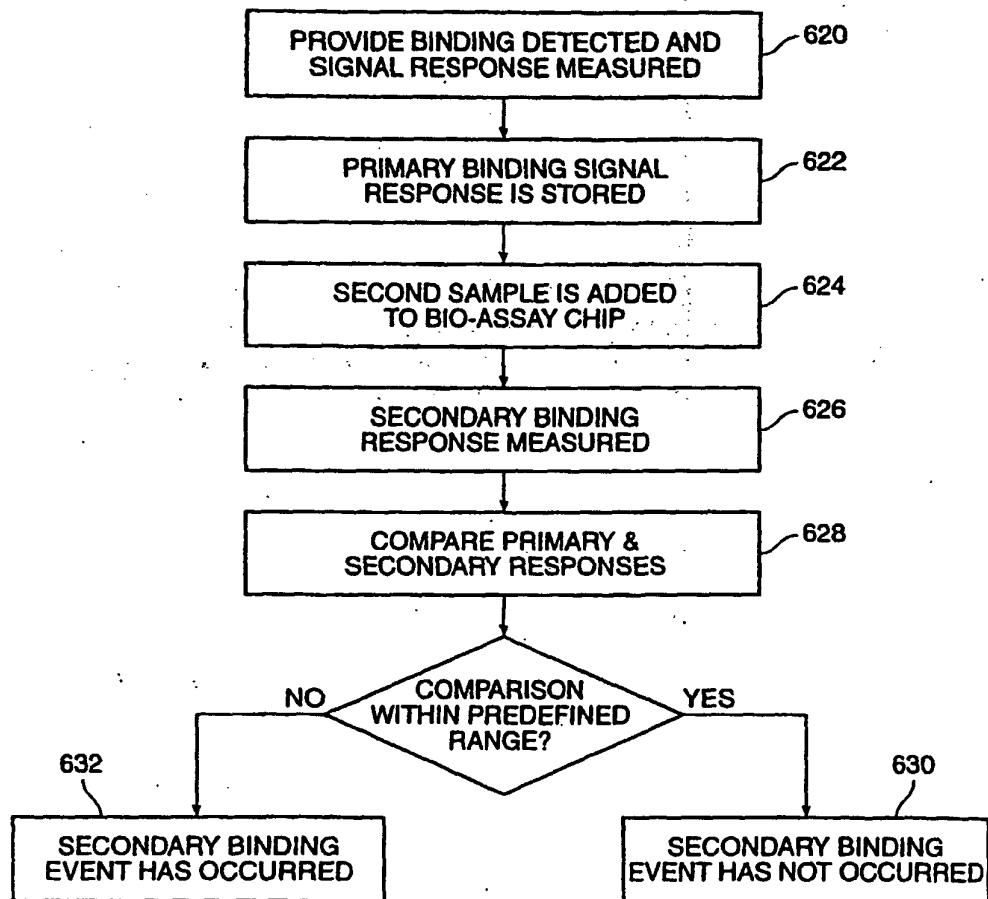 PROVIDE BINDING DETECTED AND
SIGNAL RESPONSE MEASURED
620
PRIMARY BINDING SIGNAL
RESPONSE IS STORED
622
SECOND SAMPLE IS ADDED
TO BIO-ASSAY CHIP
624
SECONDARY BINDING
RESPONSE MEASURED
626
COMPARE PRIMARY &
SECONDARY RESPONSES
628
COMPARISON
WITHIN PREDEFINED
RANGE?
NO
YES
632
SECONDARY BINDING
EVENT HAS OCCURRED
630
SECONDARY BINDING
EVENT HAS NOT OCCURRED